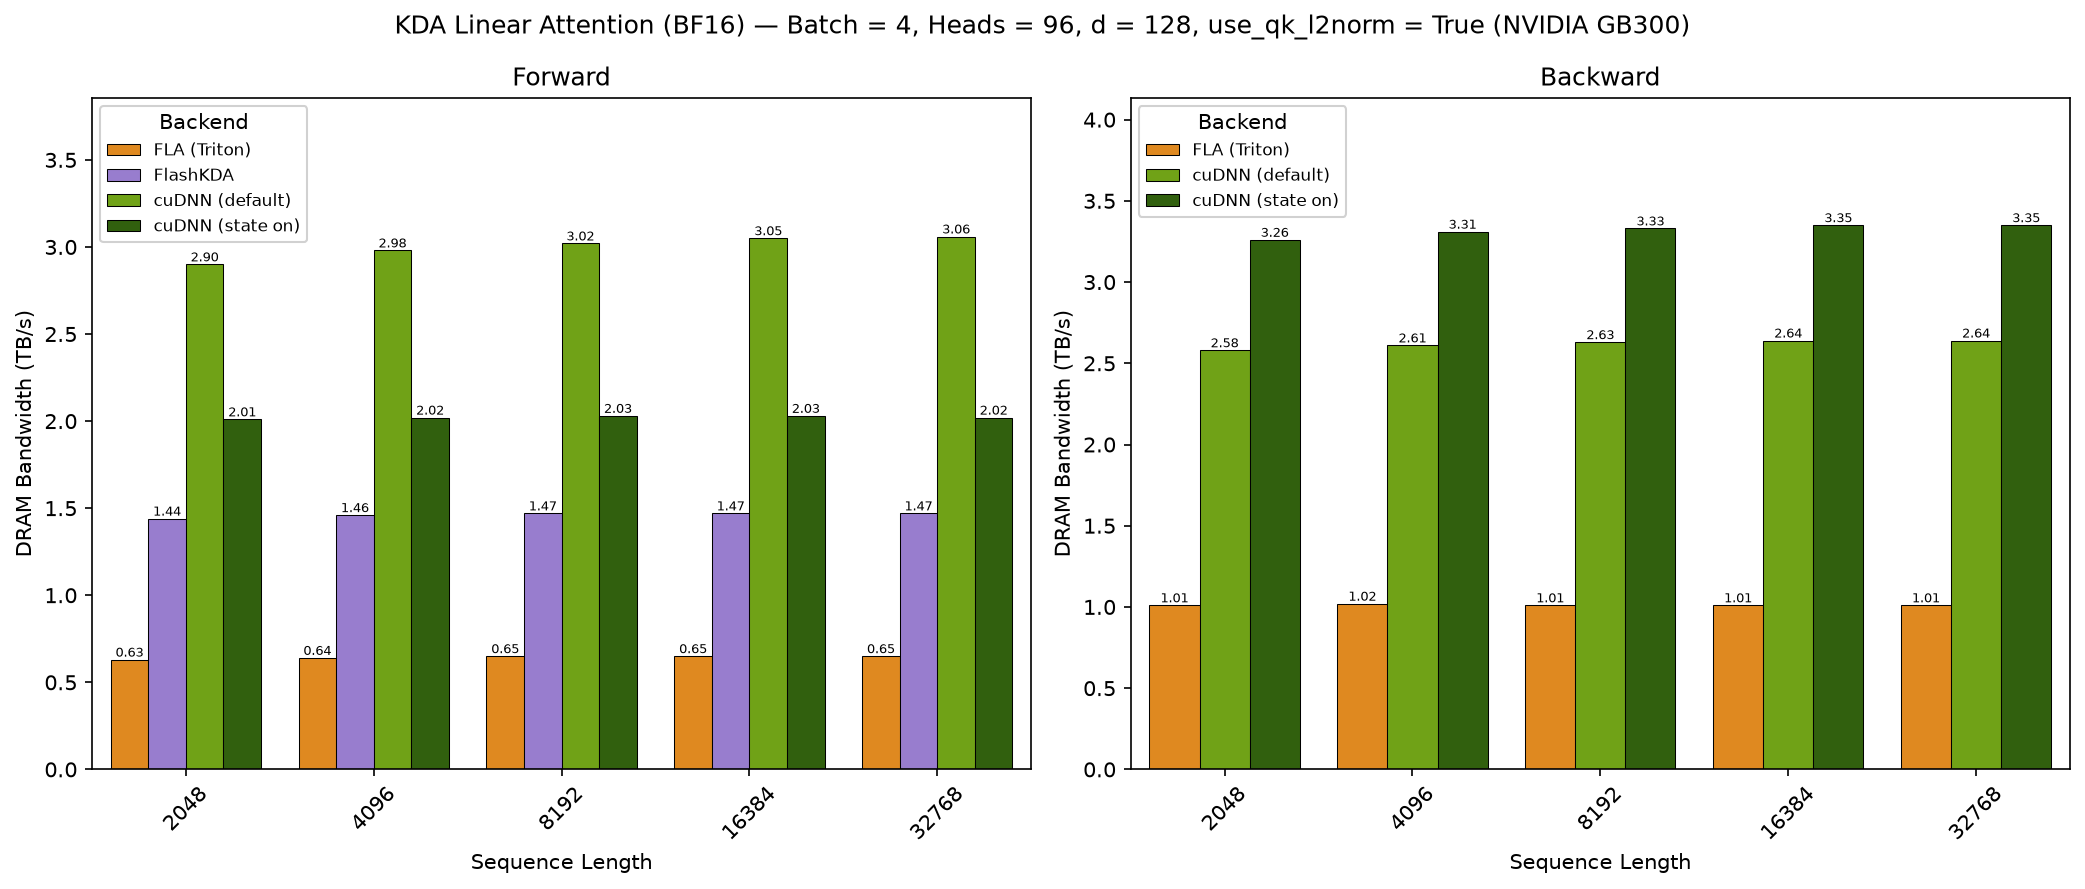 KDA Linear Attention (BF16) — Batch = 4, Heads = 96, d = 128, use_qk_l2norm = True (NVIDIA GB300)
Forward
Backend
FLA (Triton)
FlashKDA
cuDNN (default)
cuDNN (state on)
DRAM Bandwidth (TB/s)
3.5
3.0
2.5
2.0
1.5
1.0
0.5
0.0
0.63 1.44 2.90 2.01
0.64 1.46 2.98 2.02
0.65 1.47 3.02 2.03
0.65 1.47 3.05 2.03
0.65 1.47 3.06 2.02
2048 4096 8192 16384 32768
Sequence Length
Backward
Backend
FLA (Triton)
cuDNN (default)
cuDNN (state on)
DRAM Bandwidth (TB/s)
4.0
3.5
3.0
2.5
2.0
1.5
1.0
0.5
0.0
1.01 2.58 3.26
1.02 2.61 3.31
1.01 2.63 3.33
1.01 2.64 3.35
1.01 2.64 3.35
2048 4096 8192 16384 32768
Sequence Length